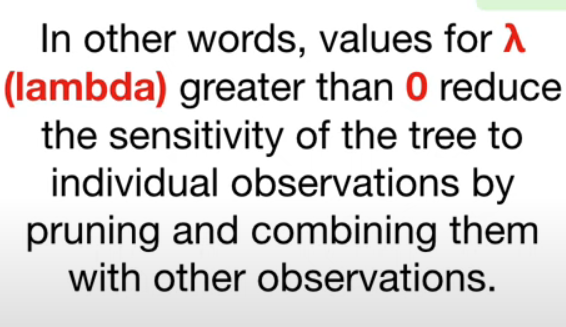 In other words, values for λ
(lambda) greater than 0 reduce
the sensitivity of the tree to
individual observations by
pruning and combining them
with other observations.